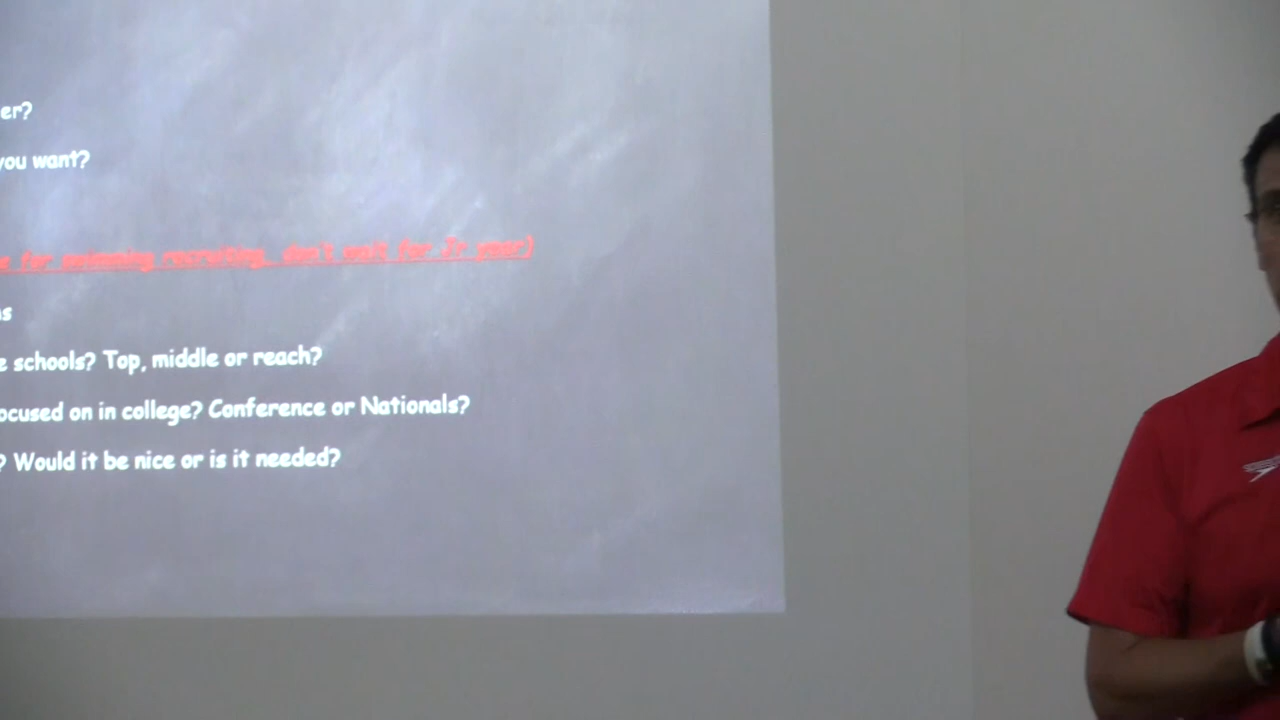 er?
you want?
e for swimming recruiting, don't wait for Jr year)
as
e schools? Top, middle or reach?
ocused on in college? Conference or Nationals?
? Would it be nice or is it needed?